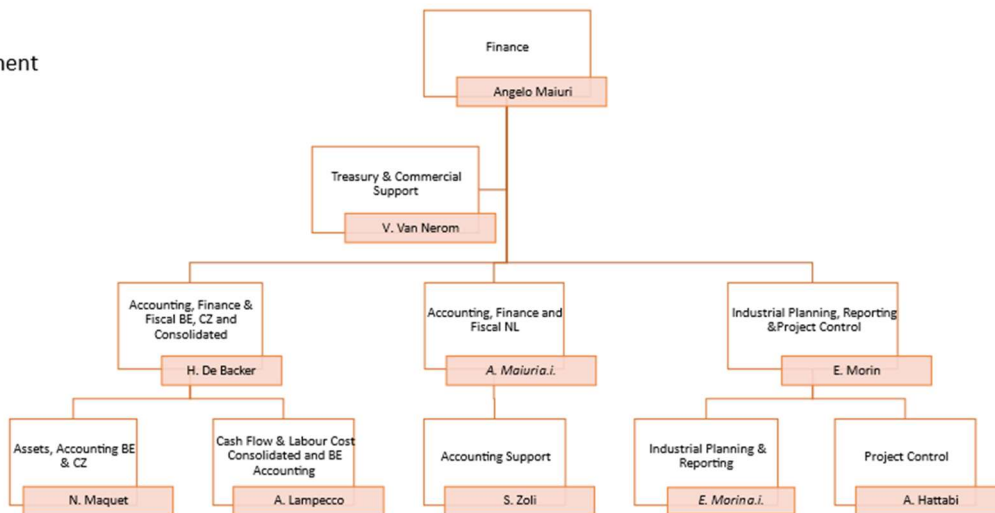 nent
Finance
Angelo Maiuri
Treasury & Commercial
Support
V. Van Nerom
Accounting, Finance &
Fiscal BE, CZ and
Consolidated
H. De Backer
Accounting, Finance and
Fiscal NL
A. Maiuri a.i.
Industrial Planning, Reporting
&Project Control
E. Morin
Assets, Accounting BE
& CZ
N. Maquet
Cash Flow & Labour Cost
Consolidated and BE
Accounting
A. Lampecco
Accounting Support
S. Zoli
Industrial Planning &
Reporting
E. Morin a.i.
Project Control
A. Hattabi